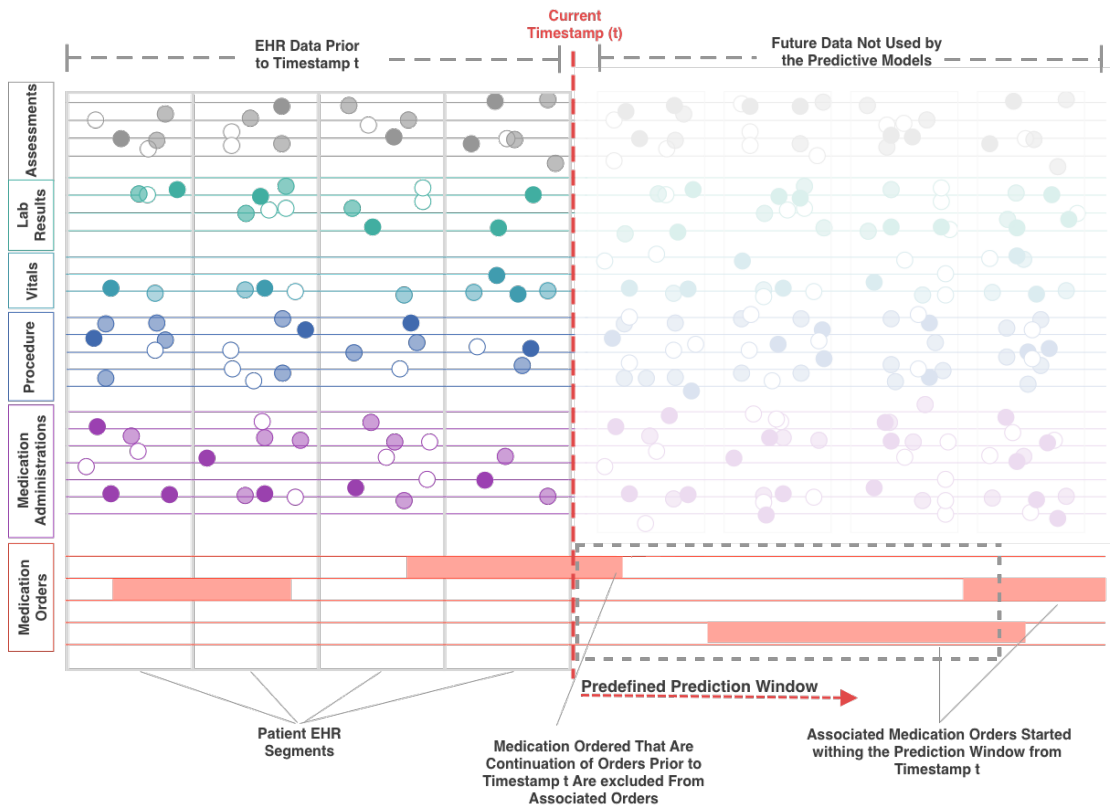 Current
Timestamp (t)
EHR Data Prior
to Timestamp t
Future Data Not Used by
the Predictive Models
Assessments
Lab
Results
Vitals
Procedure
Medication
Administrations
Medication
Orders
Predefined Prediction Window
Patient EHR
Segments
Medication Ordered That Are
Continuation of Orders Prior to
Timestamp t Are excluded From
Associated Orders
Associated Medication Orders Started
withing the Prediction Window from
Timestamp t